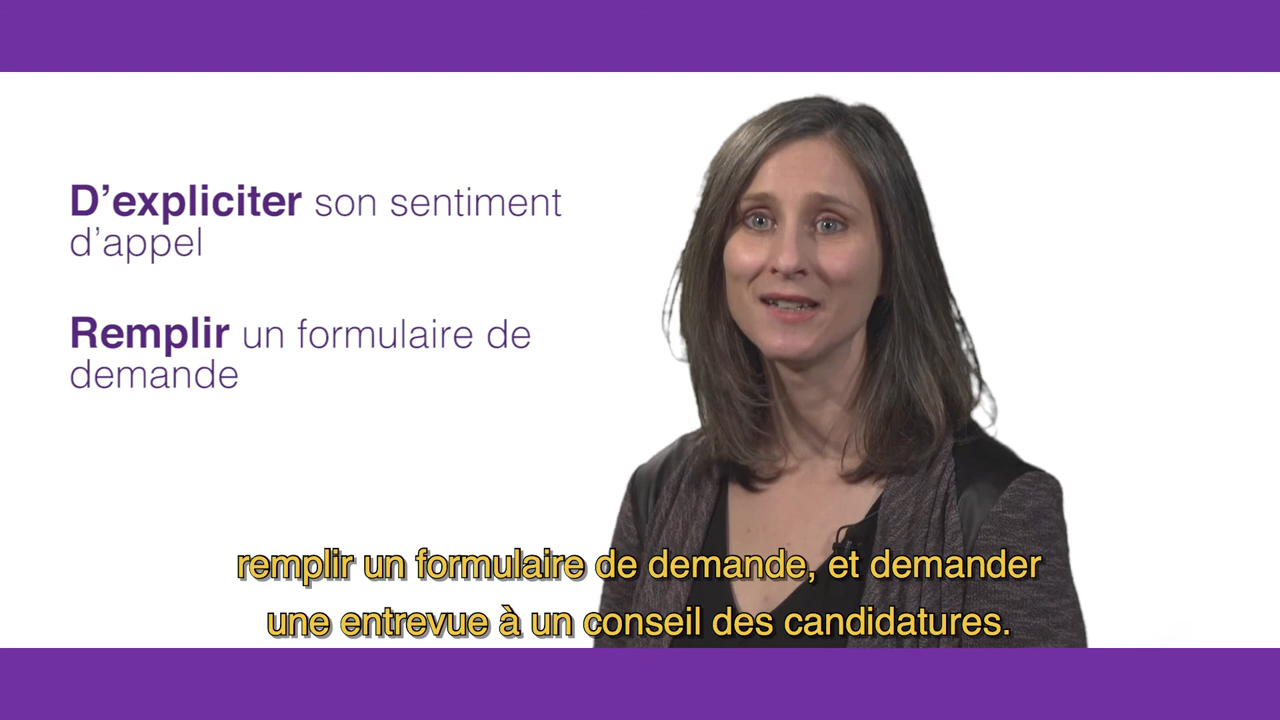 D’expliciter son sentiment
d’appel
Remplir un formulaire de
demande
remplir un formulaire de demande, et demander
une entrevue à un conseil des candidatures.